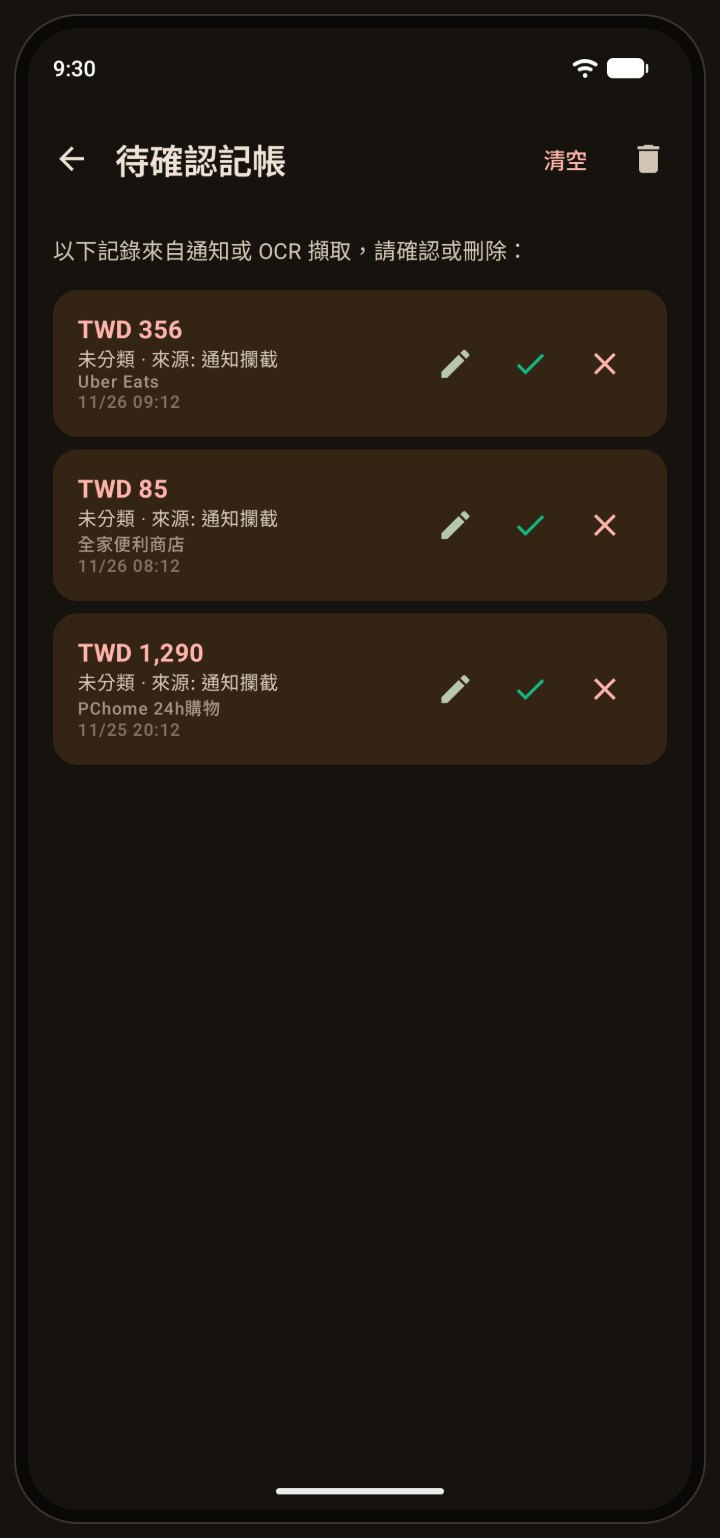 9:30
待確認記帳
清空
以下記錄來自通知或 OCR 擷取，請確認或刪除：
TWD 356
未分類 · 來源: 通知攔截
Uber Eats
11/26 09:12
TWD 85
未分類 · 來源: 通知攔截
全家便利商店
11/26 08:12
TWD 1,290
未分類 · 來源: 通知攔截
PChome 24h購物
11/25 20:12